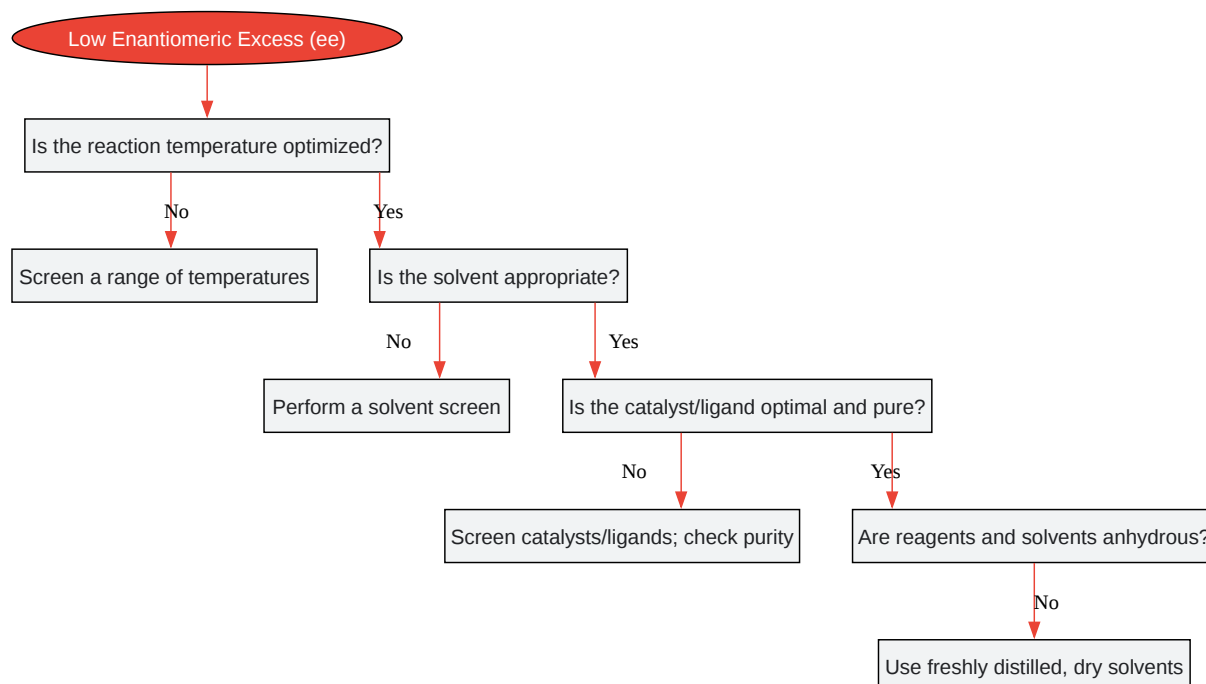 Low Enantiomeric Excess (ee)
Is the reaction temperature optimized?
No
Yes
Screen a range of temperatures
Is the solvent appropriate?
No
Yes
Perform a solvent screen
Is the catalyst/ligand optimal and pure?
No
Yes
Screen catalysts/ligands; check purity
Are reagents and solvents anhydrous?
No
Use freshly distilled, dry solvents